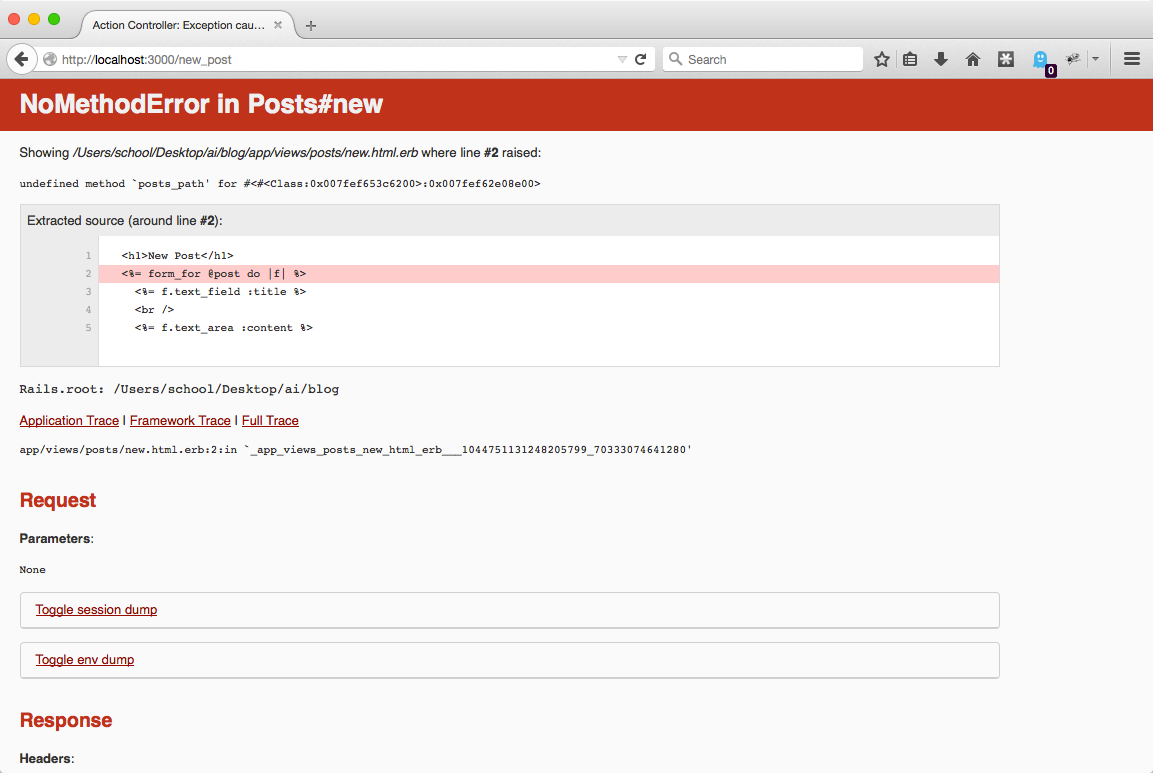 Action Controller: Exception cau...
http://localhost:3000/new_post
Search
0
NoMethodError in Posts#new
Showing /Users/school/Desktop/ai/blog/app/views/posts/new.html.erb where line #2 raised:
undefined method `posts_path' for #<#<Class:0x007fef653c6200>:0x007fef62e08e00>
Extracted source (around line #2):
1 <h1>New Post</h1>
2 <%= form_for @post do |f| %>
3 <%= f.text_field :title %>
4 <br />
5 <%= f.text_area :content %>
Rails.root: /Users/school/Desktop/ai/blog
Application Trace | Framework Trace | Full Trace
app/views/posts/new.html.erb:2:in `_app_views_posts_new_html_erb___1044751131248205799_70333074641280'
Request
Parameters:
None
Toggle session dump
Toggle env dump
Response
Headers: